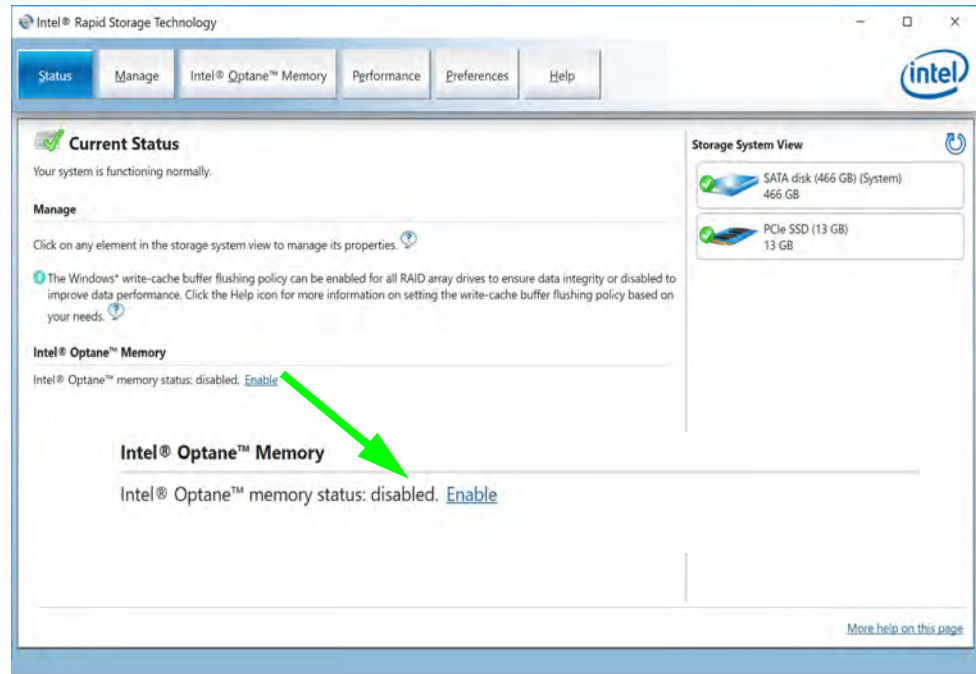 Intel® Rapid Storage Technology
Status
Manage
Intel® Optane™ Memory
Performance
Preferences
Help
intel
Current Status
Your system is functioning normally.
Manage
Click on any element in the storage system view to manage its properties.
The Windows* write-cache buffer flushing policy can be enabled for all RAID array drives to ensure data integrity or disabled to
improve data performance. Click the Help icon for more information on setting the write-cache buffer flushing policy based on
your needs.
Intel® Optane™ Memory
Intel® Optane™ memory status: disabled. Enable
Intel® Optane™ Memory
Intel® Optane™ memory status: disabled. Enable
Storage System View
SATA disk (466 GB) (System)
466 GB
PCIe SSD (13 GB)
13 GB
More help on this page